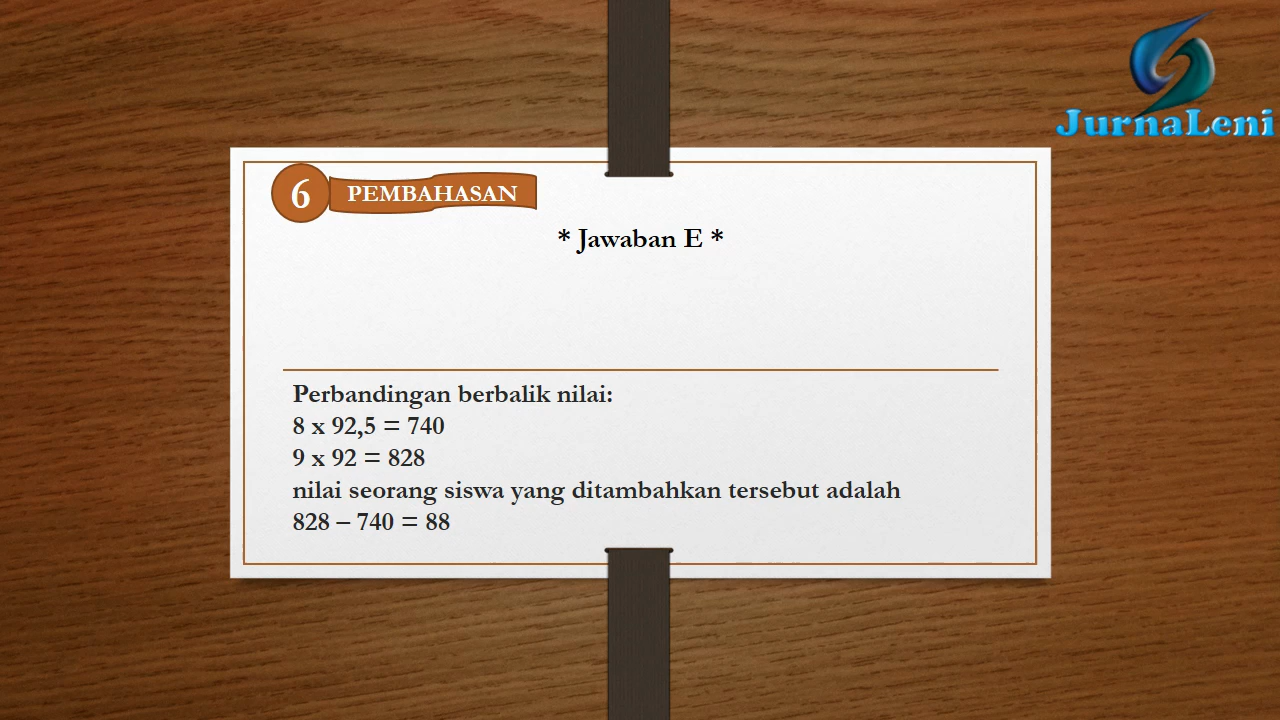 JurnaLeni
6 PEMBAHASAN
* Jawaban E *
Perbandingan berbalik nilai:
8 x 92,5 = 740
9 x 92 = 828
nilai seorang siswa yang ditambahkan tersebut adalah
828 – 740 = 88